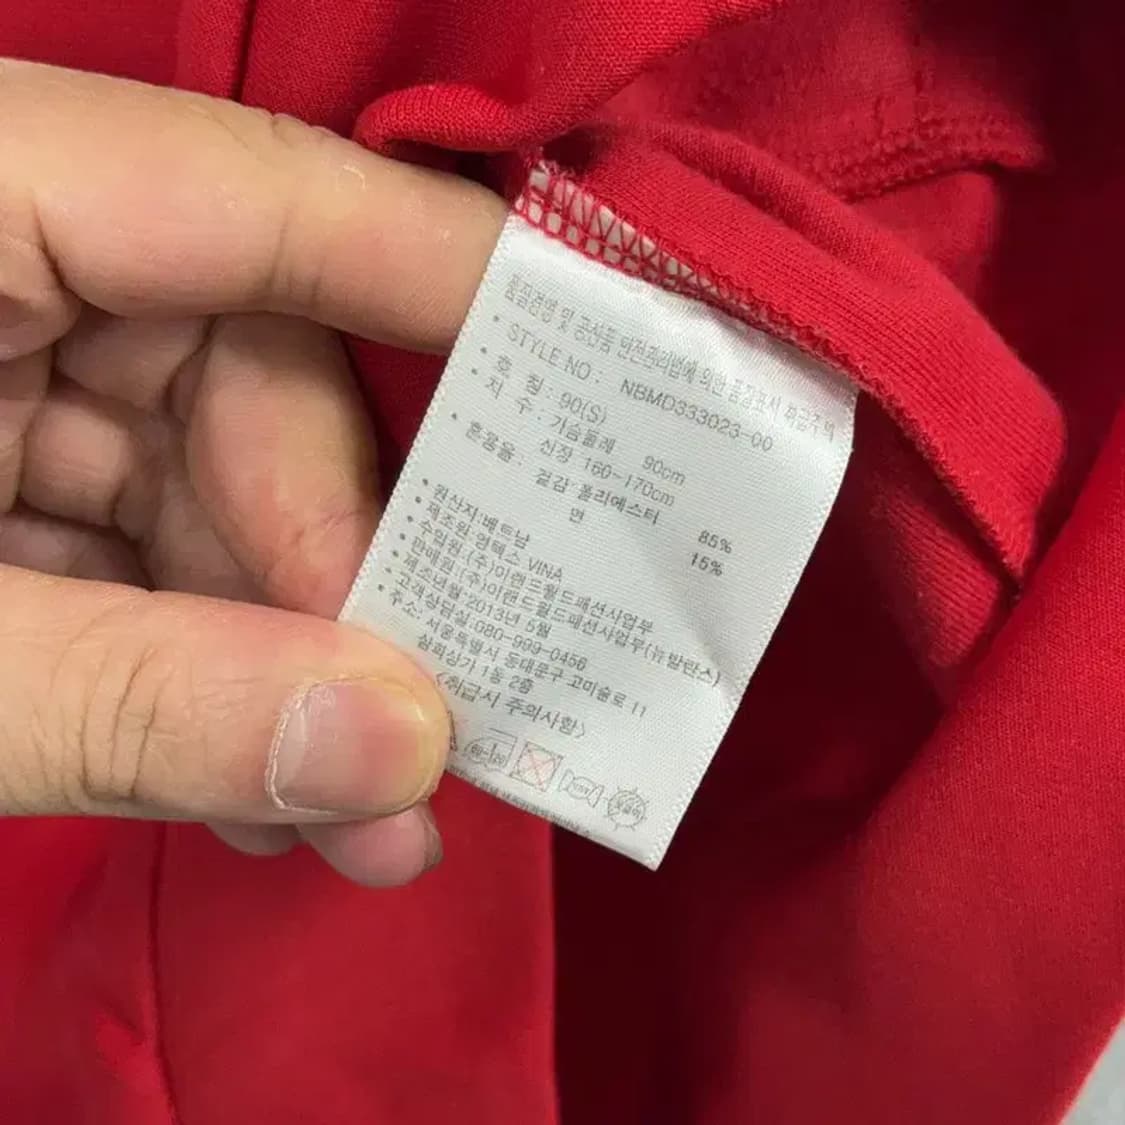 품질경영 및 공산품 안전관리법에 의한 품질표시 취급주의
• STYLE NO : NBMD333023-00
• 호 칭 : 90(S)
• 치 수 : 가슴둘레 90cm
신장 160~170cm
• 혼용율 : 겉감 폴리에스터 85%
면 15%
• 원산지:베트남
• 제조원:영텍스 VINA
• 수입원:(주)이랜드월드패션사업부
• 판매원:(주)이랜드월드패션사업부(뉴발란스)
• 제조년월:2013년 5월
• 고객상담실:080-999-0456
• 주소: 서울특별시 동대문구 고미술로 11
삼희상가 1동 2층
<취급시 주의사항>